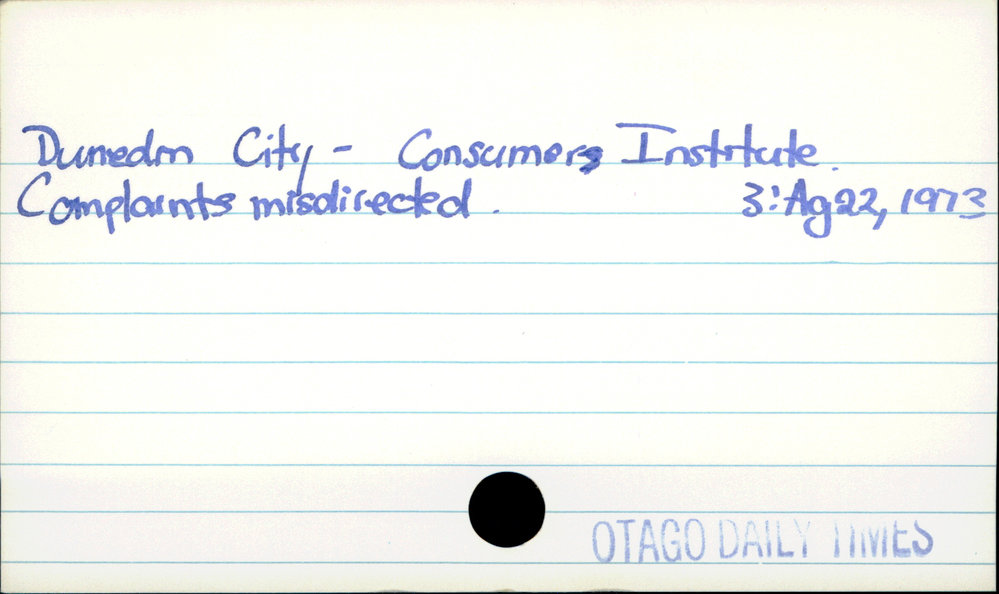 Dunedin City - Consumers Institute.
Complaints misdirected. 3:Ag22, 1973
OTAGO DAILY TIMES